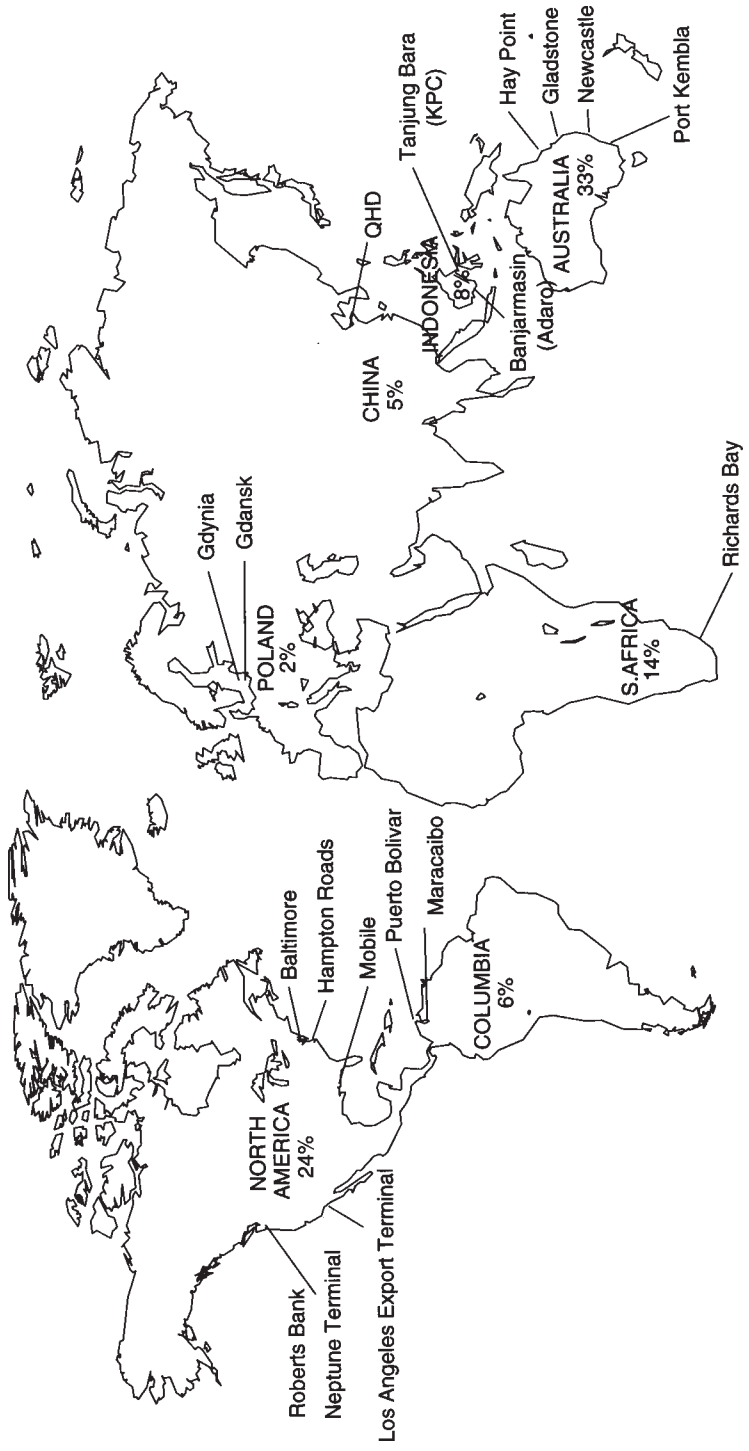 Roberts Bank
Neptune Terminal
Los Angeles Export Terminal
NORTH
AMERICA
24%
Baltimore
Hampton Roads
Mobile
Puerto Bolivar
Maracaibo
COLUMBIA
6%
Gdynia
Gdansk
POLAND
2%
S.AFRICA
14%
Richards Bay
CHINA
5%
QHD
INDONESIA
8%
Tanjung Bara
(KPC)
Banjarmasin
(Adaro)
AUSTRALIA
33%
Hay Point
Gladstone
Newcastle
Port Kembla